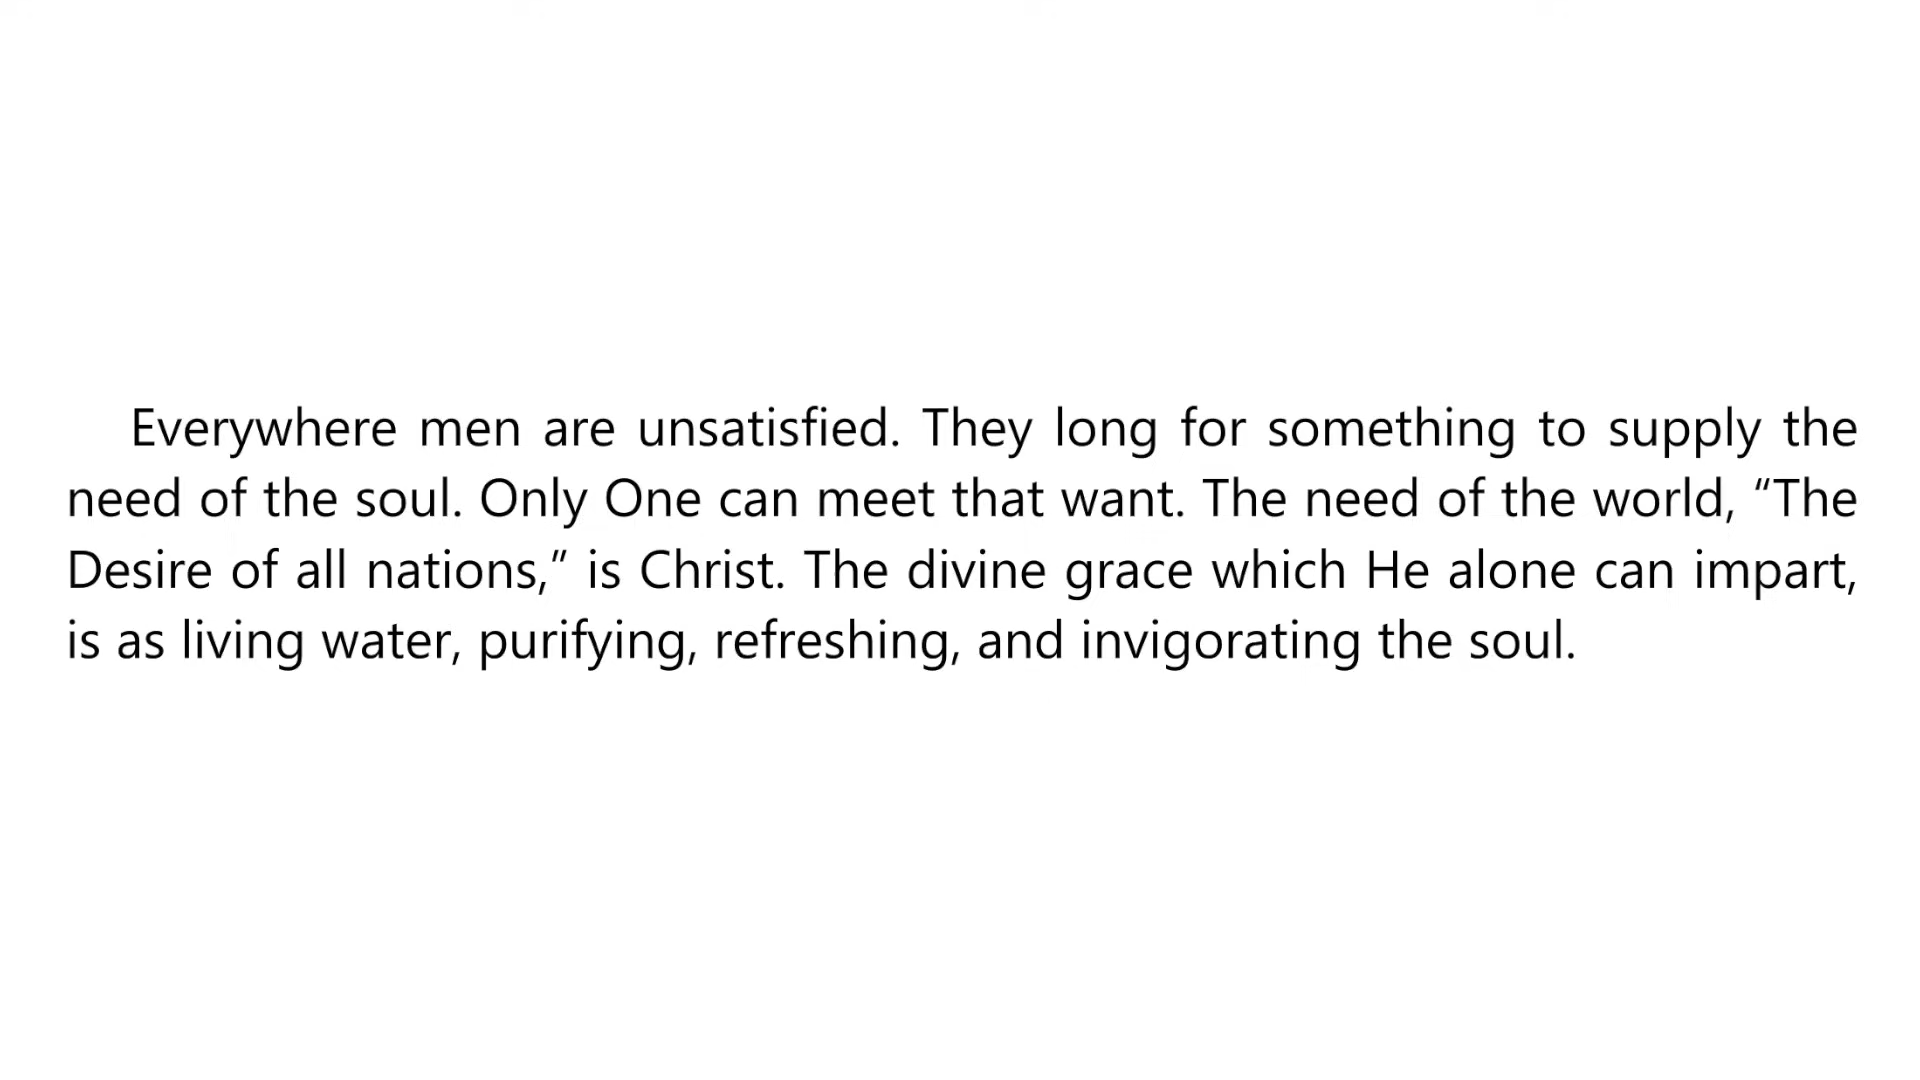 Everywhere men are unsatisfied. They long for something to supply the
need of the soul. Only One can meet that want. The need of the world, “The
Desire of all nations,” is Christ. The divine grace which He alone can impart,
is as living water, purifying, refreshing, and invigorating the soul.